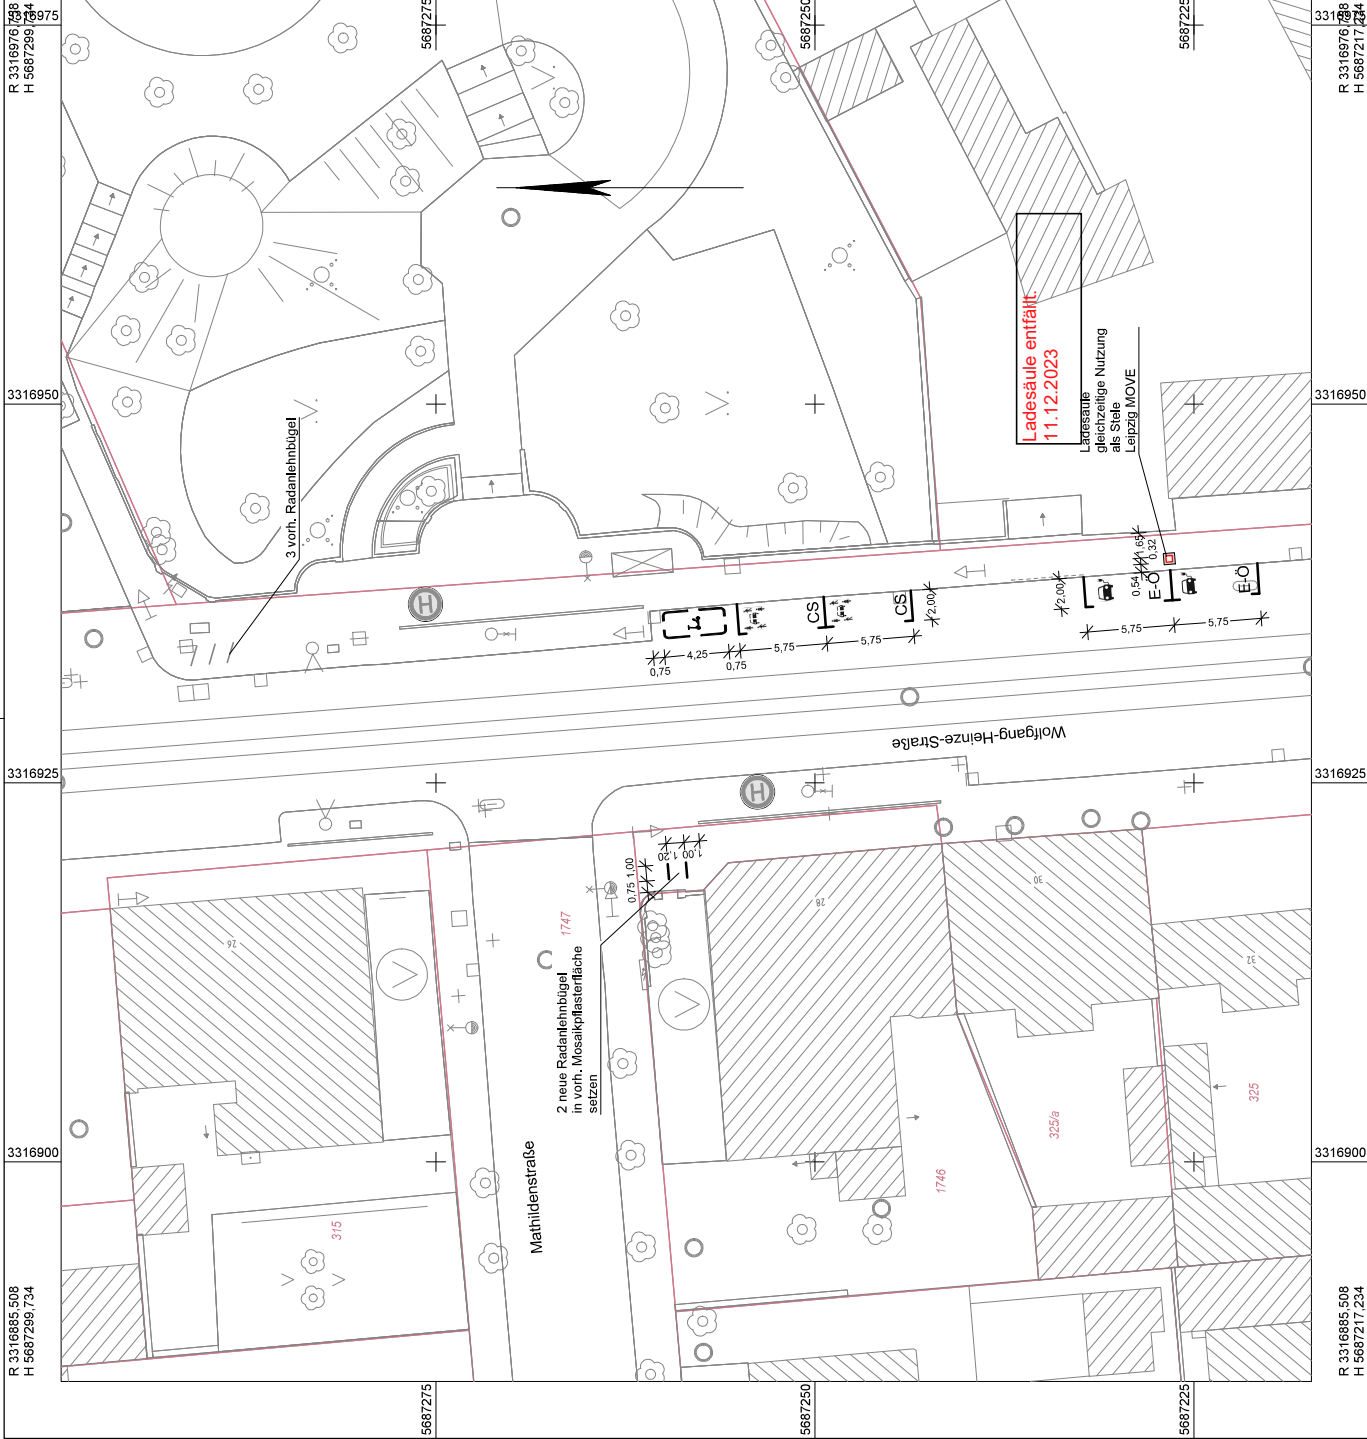 R 3316976,758
H 5687299,734
3316975
5687275
5687250
5687225
3316975
R 3316976,758
H 5687217,234
3316950
3316950
3 vorh. Radanlehnbügel
Ladesäule entfällt.
11.12.2023
Ladesäule
gleichzeitige Nutzung
als Stele
Leipzig MOVE
H
0,75
4,25
0,75
5,75
5,75
CS
CS
2,00
2,00
5,75
5,75
0,54
1,65
0,32
E-Ö
E-Ö
Wolfgang-Heinze-Straße
3316925
3316925
H
0,75
1,00
1,20
1,00
2 neue Radanlehnbügel
in vorh. Mosaikpflasterfläche
setzen
1747
26
28
30
32
Mathildenstraße
315
1746
325/a
325
3316900
3316900
R 3316885,508
H 5687299,734
5687275
5687250
5687225
R 3316885,508
H 5687217,234